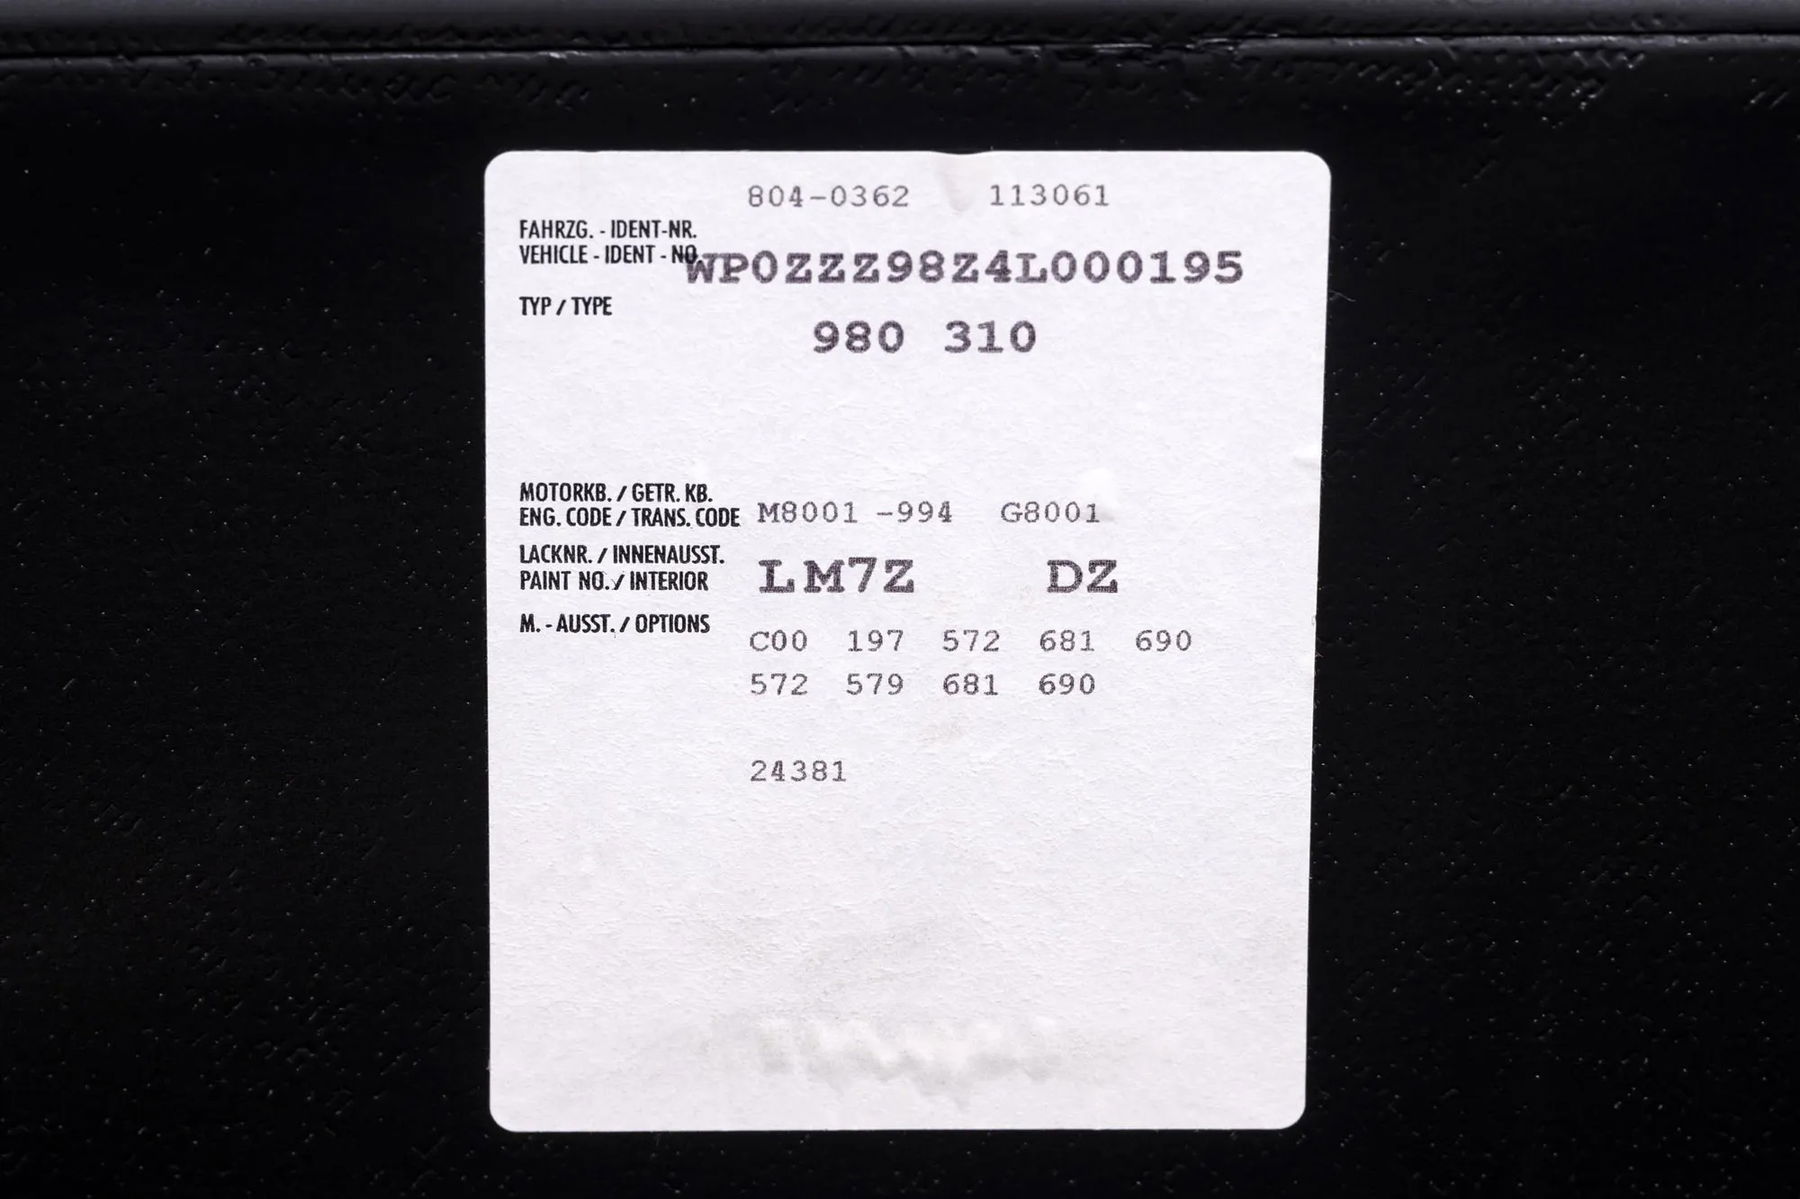 804-0362 113061
FAHRZG. - IDENT-NR.
VEHICLE - IDENT - NO. WP0ZZZ98Z4L000195
TYP / TYPE
980 310
MOTORKB. / GETR. KB.
ENG. CODE / TRANS. CODE M8001 -994 G8001
LACKNR. / INNENAUSST.
PAINT NO. / INTERIOR LM7Z DZ
M. - AUSST. / OPTIONS
C00 197 572 681 690
572 579 681 690
24381